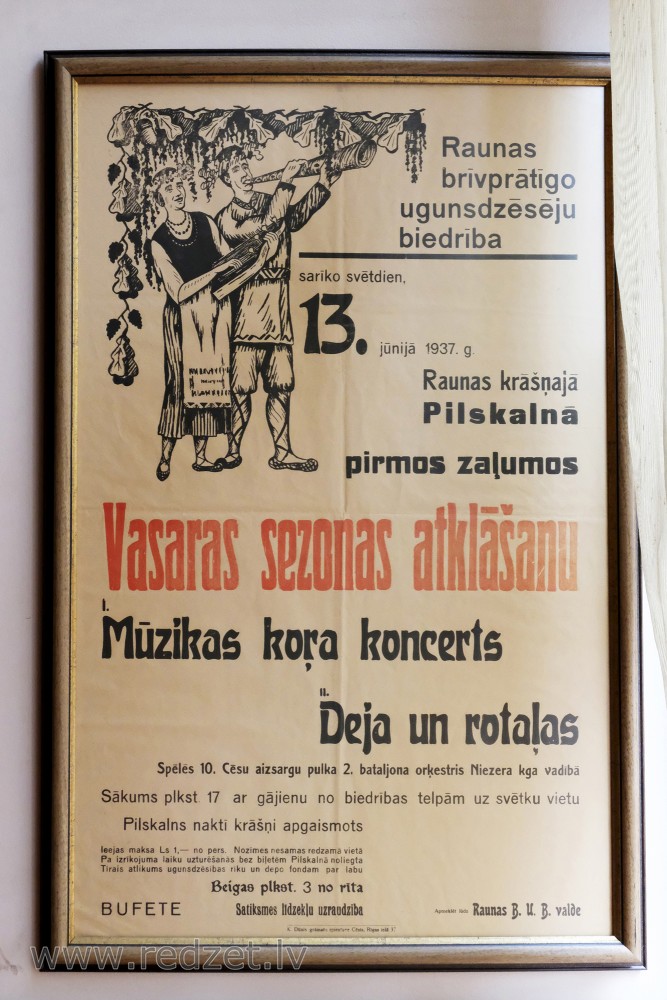 Raunas
brīvprātīgo
ugunsdzēsēju
biedrība
sarīko svētdien,
13. jūnijā 1937. g.
Raunas krāšņajā
Pilskalnā
pirmos zaļumos
Vasaras sezonas atklāšanu
I.
Mūzikas koŗa koncerts
II.
Deja un rotaļas
Spēlēs 10. Cēsu aizsargu pulka 2. bataljona orķestris Niezera kga vadībā
Sākums plkst 17 ar gājienu no biedrības telpām uz svētku vietu
Pilskalns naktī krāšņi apgaismots
Ieejas maksa Ls 1,— no pers. Nozīmes nesamas redzamā vietā
Pa izrīkojuma laiku uzturēšanās bez biļetēm Pilskalnā noliegta
Tīrais atlikums ugunsdzēsības rīku un depo fondam par labu
Beigas plkst. 3 no rīta
BUFETE
Satiksmes līdzekļu uzraudzība
Raunas B. U. B. valde
www.redzet.lv